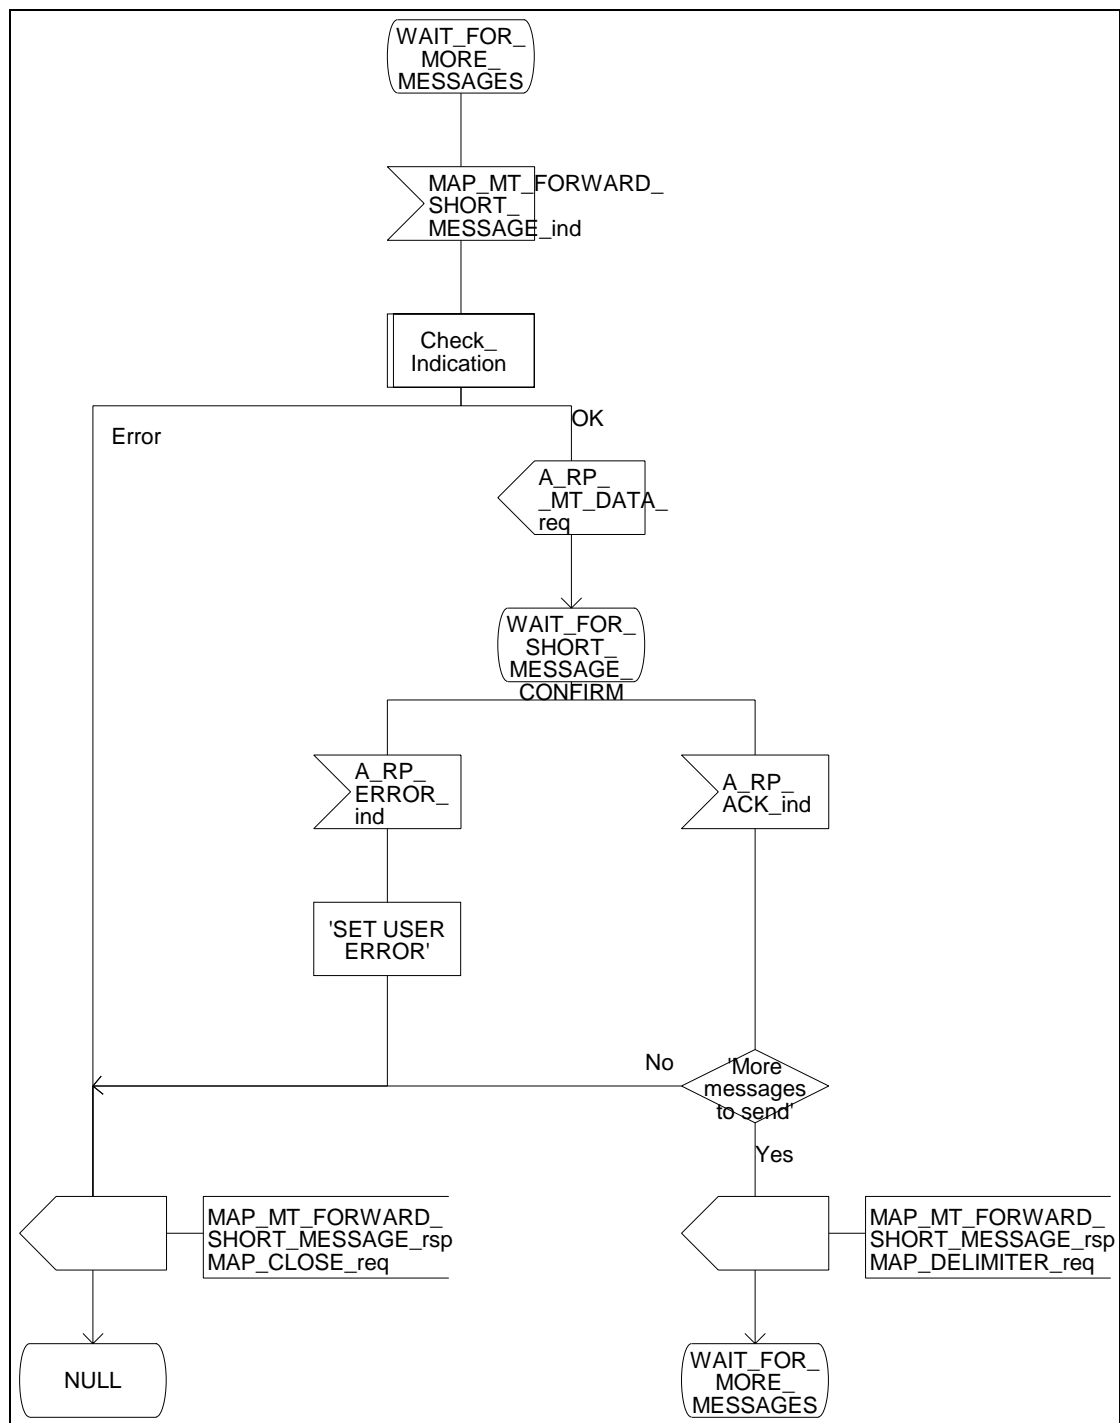 WAIT_FOR_
MORE_
MESSAGES
MAP_MT_FORWARD_
SHORT_
MESSAGE_ind
Check_
Indication
Error
OK
A_RP_
_MT_DATA_
req
WAIT_FOR_
SHORT_
MESSAGE_
CONFIRM
A_RP_
ERROR_
ind
A_RP_
ACK_ind
'SET USER
ERROR'
No
'More
messages
to send'
Yes
MAP_MT_FORWARD_
SHORT_MESSAGE_rsp
MAP_CLOSE_req
MAP_MT_FORWARD_
SHORT_MESSAGE_rsp
MAP_DELIMITER_req
NULL
WAIT_FOR_
MORE_
MESSAGES